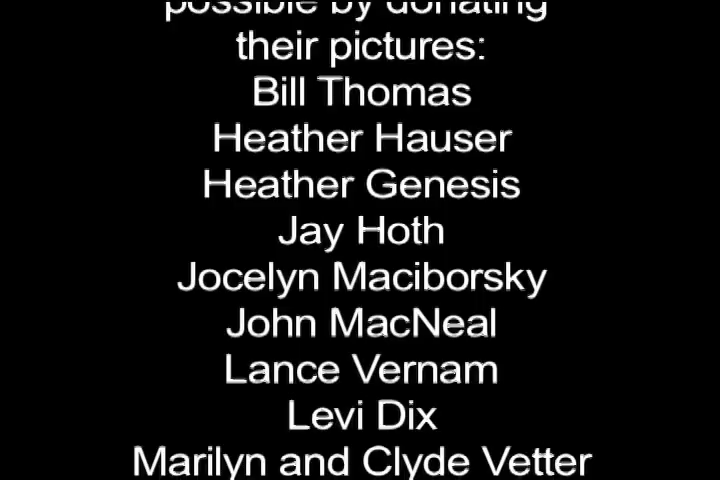 possible by donating
their pictures:
Bill Thomas
Heather Hauser
Heather Genesis
Jay Hoth
Jocelyn Maciborsky
John MacNeal
Lance Vernam
Levi Dix
Marilyn and Clyde Vetter